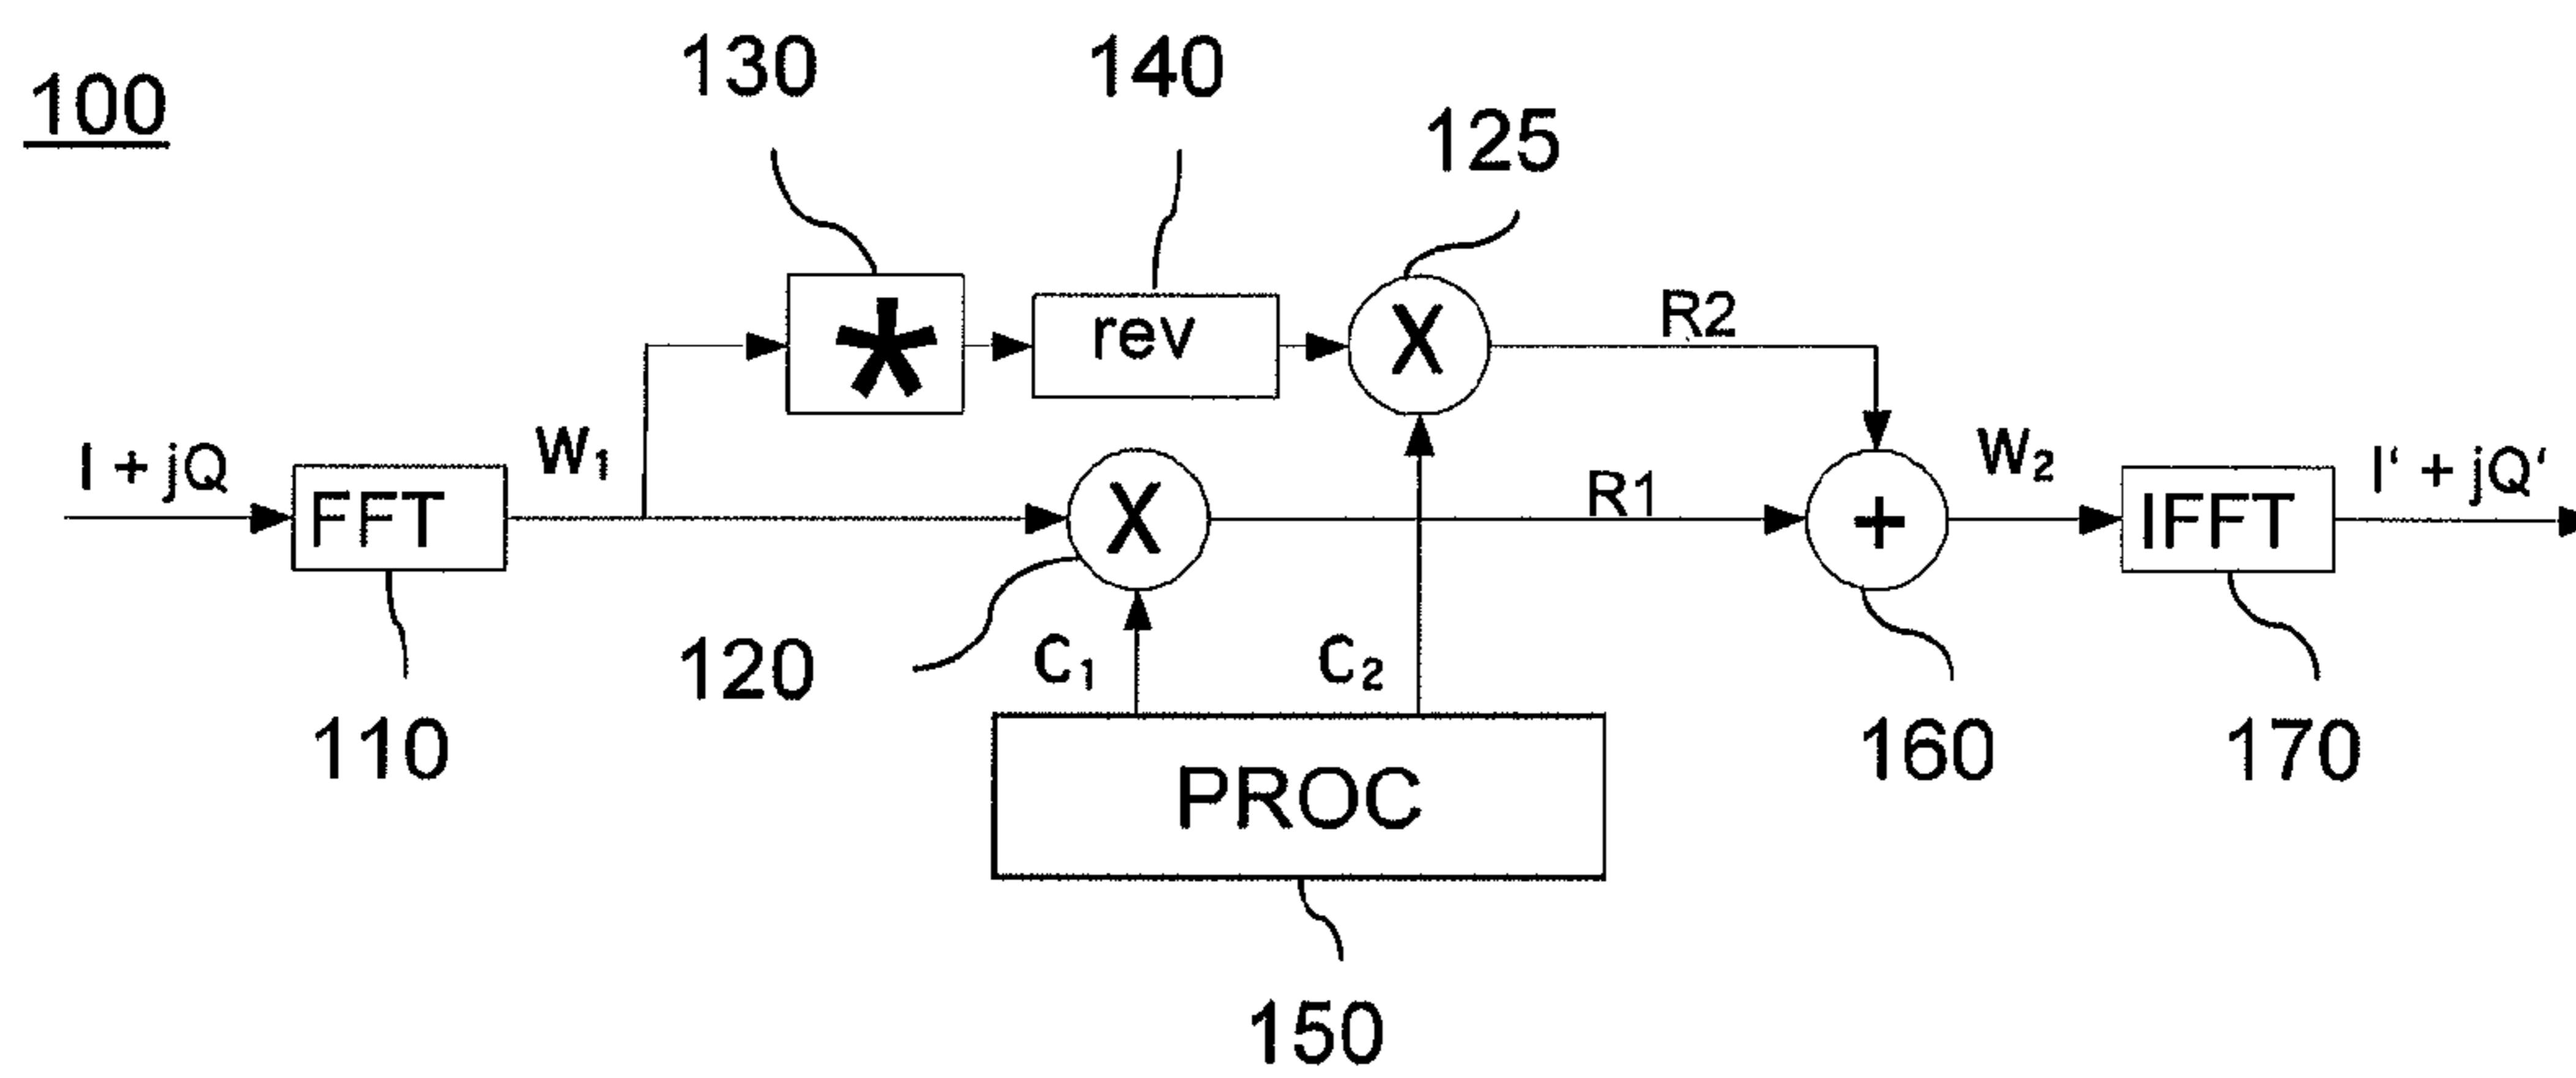 100
130
140
125
*
rev
X
R2
I + jQ
FFT
W₁
X
R1
+
W₂
IFFT
I‘ + jQ‘
110
120
C₁
C₂
160
170
PROC
150